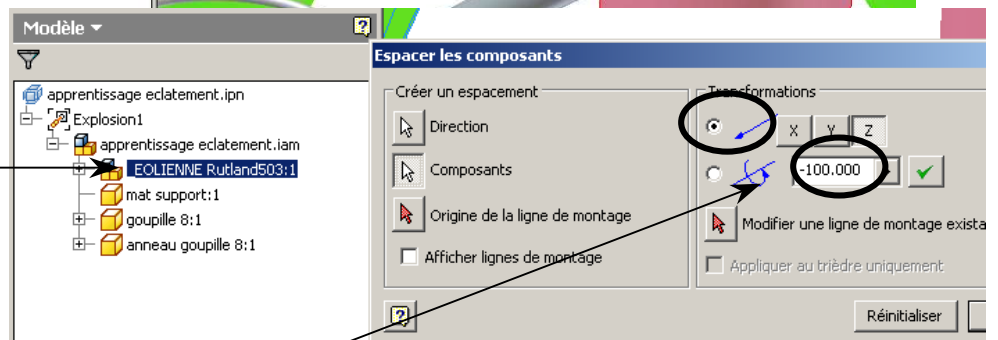 Modèle
apprentissage eclatement.ipn
Explosion1
apprentissage eclatement.iam
EOLIENNE Rutland503:1
mat support:1
goupille 8:1
anneau goupille 8:1
Espacer les composants
Créer un espacement
Direction
Composants
Origine de la ligne de montage
Afficher lignes de montage
Transformations
X Y Z
-100.000
Modifier une ligne de montage exista
Appliquer au trièdre uniquement
Réinitialiser